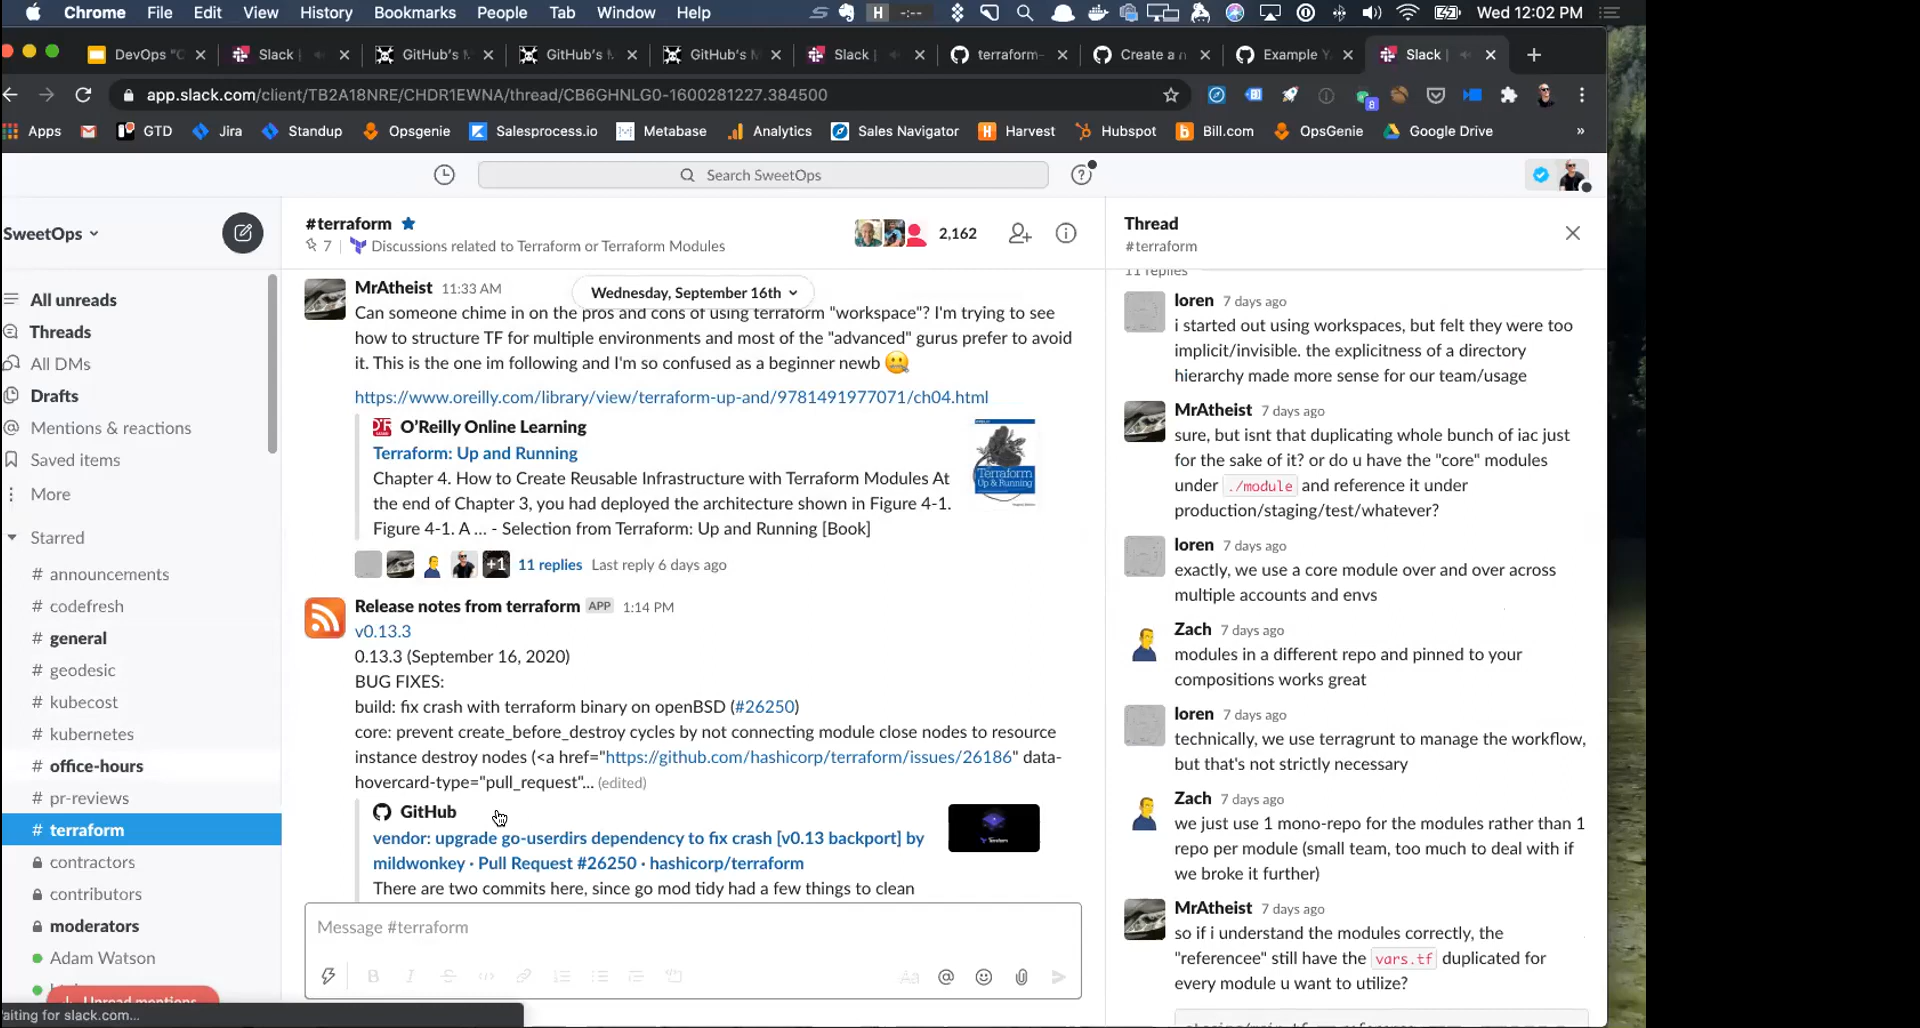 Chrome File Edit View History Bookmarks People Tab Window Help
H -:-- Wed 12:02 PM
DevOps "C
Slack |
GitHub's
GitHub's
GitHub's
Slack |
terraform-
Create a
Example
Slack |
app.slack.com/client/TB2A18NRE/CHDR1EWNA/thread/CB6GHNLG0-1600281227.384500
Apps GTD Jira Standup Opsgenie Salesprocess.io Metabase Analytics Sales Navigator Harvest Hubspot Bill.com OpsGenie Google Drive »
Search SweetOps
SweetOps
All unreads
Threads
All DMs
Drafts
Mentions & reactions
Saved items
More
Starred
# announcements
# codefresh
# general
# geodesic
# kubecost
# kubernetes
# office-hours
# pr-reviews
# terraform
contractors
contributors
moderators
Adam Watson
Unread mentions
aiting for slack.com...
#terraform
7 Discussions related to Terraform or Terraform Modules
2,162
Wednesday, September 16th
MrAtheist 11:33 AM
Can someone chime in on the pros and cons of using terraform "workspace"? I'm trying to see
how to structure TF for multiple environments and most of the "advanced" gurus prefer to avoid
it. This is the one im following and I'm so confused as a beginner newb
https://www.oreilly.com/library/view/terraform-up-and/9781491977071/ch04.html
O'Reilly Online Learning
Terraform: Up and Running
Chapter 4. How to Create Reusable Infrastructure with Terraform Modules At
the end of Chapter 3, you had deployed the architecture shown in Figure 4-1.
Figure 4-1. A ... - Selection from Terraform: Up and Running [Book]
Terraform
Up & Running
+1 11 replies Last reply 6 days ago
Release notes from terraform APP 1:14 PM
v0.13.3
0.13.3 (September 16, 2020)
BUG FIXES:
build: fix crash with terraform binary on openBSD (#26250)
core: prevent create_before_destroy cycles by not connecting module close nodes to resource
instance destroy nodes (<a href="https://github.com/hashicorp/terraform/issues/26186" data-
hovercard-type="pull_request"... (edited)
GitHub
vendor: upgrade go-userdirs dependency to fix crash [v0.13 backport] by
mildwonkey · Pull Request #26250 · hashicorp/terraform
There are two commits here, since go mod tidy had a few things to clean
Message #terraform
Thread
#terraform
11 replies
loren 7 days ago
i started out using workspaces, but felt they were too
implicit/invisible. the explicitness of a directory
hierarchy made more sense for our team/usage
MrAtheist 7 days ago
sure, but isnt that duplicating whole bunch of iac just
for the sake of it? or do u have the "core" modules
under ./module and reference it under
production/staging/test/whatever?
loren 7 days ago
exactly, we use a core module over and over across
multiple accounts and envs
Zach 7 days ago
modules in a different repo and pinned to your
compositions works great
loren 7 days ago
technically, we use terragrunt to manage the workflow,
but that's not strictly necessary
Zach 7 days ago
we just use 1 mono-repo for the modules rather than 1
repo per module (small team, too much to deal with if
we broke it further)
MrAtheist 7 days ago
so if i understand the modules correctly, the
"referencee" still have the vars.tf duplicated for
every module u want to utilize?